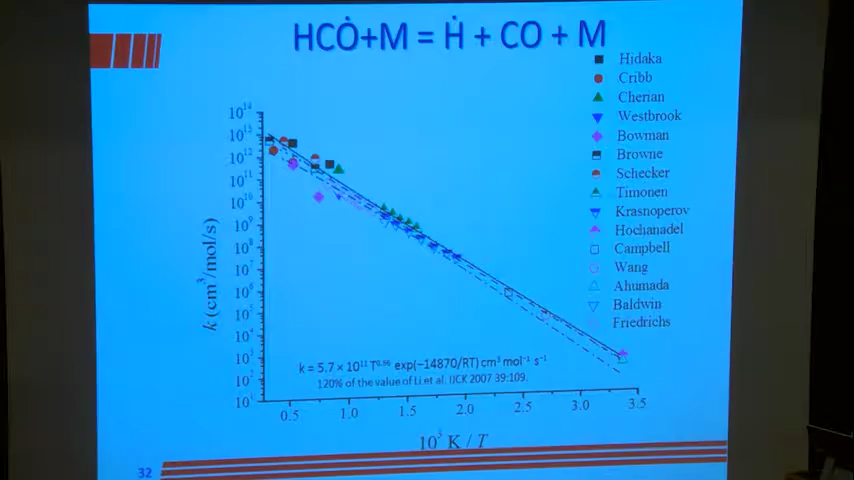 HCȮ+M = Ḣ + CO + M
Hidaka
Cribb
Cherian
Westbrook
Bowman
Browne
Schecker
Timonen
Krasnoperov
Hochanadel
Campbell
Wang
Ahumada
Baldwin
Friedrichs
10¹⁴
10¹³
10¹²
10¹¹
10¹⁰
10⁹
10⁸
10⁷
10⁶
10⁵
10⁴
10³
10²
10¹
k (cm³/mol/s)
k = 5.7 × 10¹¹ T⁰·⁶⁶ exp(−14870/RT) cm³ mol⁻¹ s⁻¹
120% of the value of Li et al. IJCK 2007 39:109.
0.5 1.0 1.5 2.0 2.5 3.0 3.5
10³ K / T
32